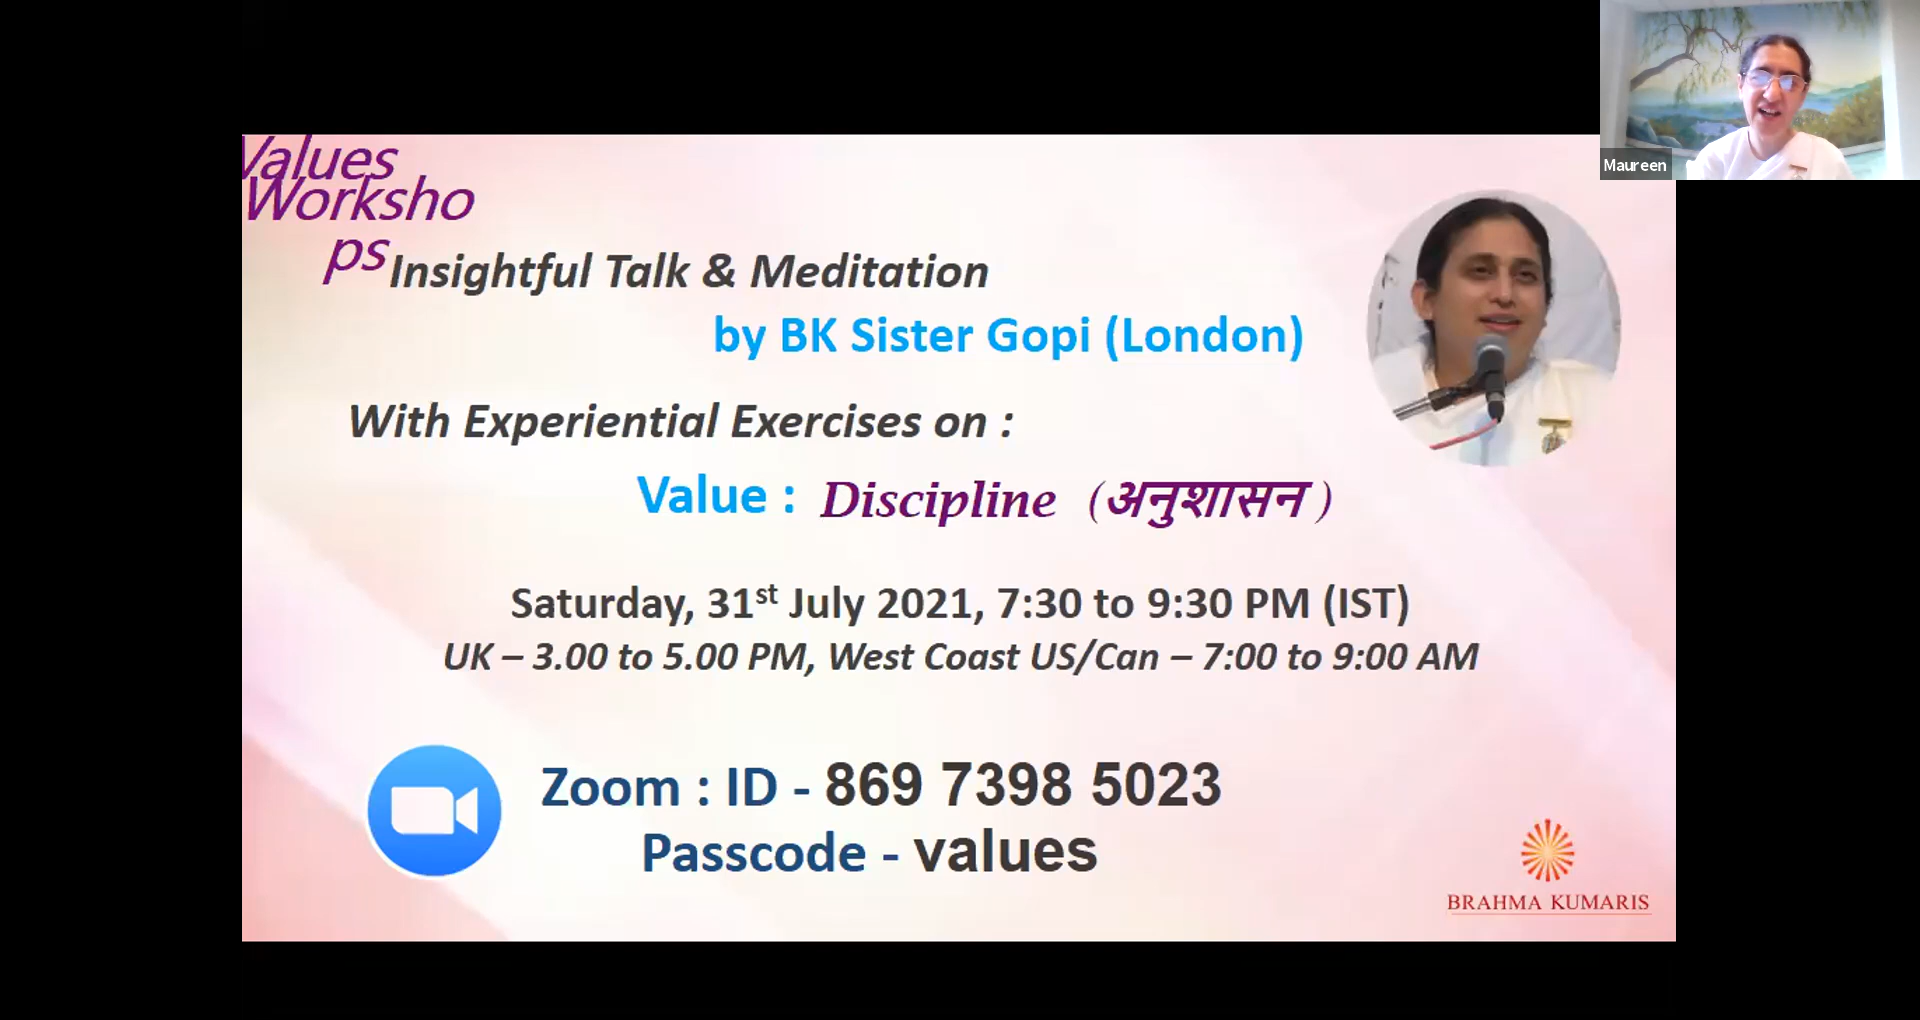 Values
Worksho
ps
Insightful Talk & Meditation
by BK Sister Gopi (London)
With Experiential Exercises on :
Value : Discipline (अनुशासन )
Saturday, 31st July 2021, 7:30 to 9:30 PM (IST)
UK – 3.00 to 5.00 PM, West Coast US/Can – 7:00 to 9:00 AM
Zoom : ID - 869 7398 5023
Passcode - values
BRAHMA KUMARIS
Maureen